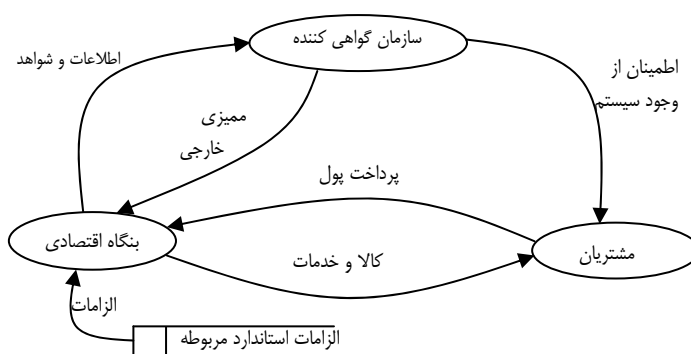 سازمان گواهی کننده
اطلاعات و شواهد
اطمینان از
وجود سیستم
ممیزی
خارجی
پرداخت پول
بنگاه اقتصادی
مشتریان
کالا و خدمات
الزامات
الزامات استاندارد مربوطه